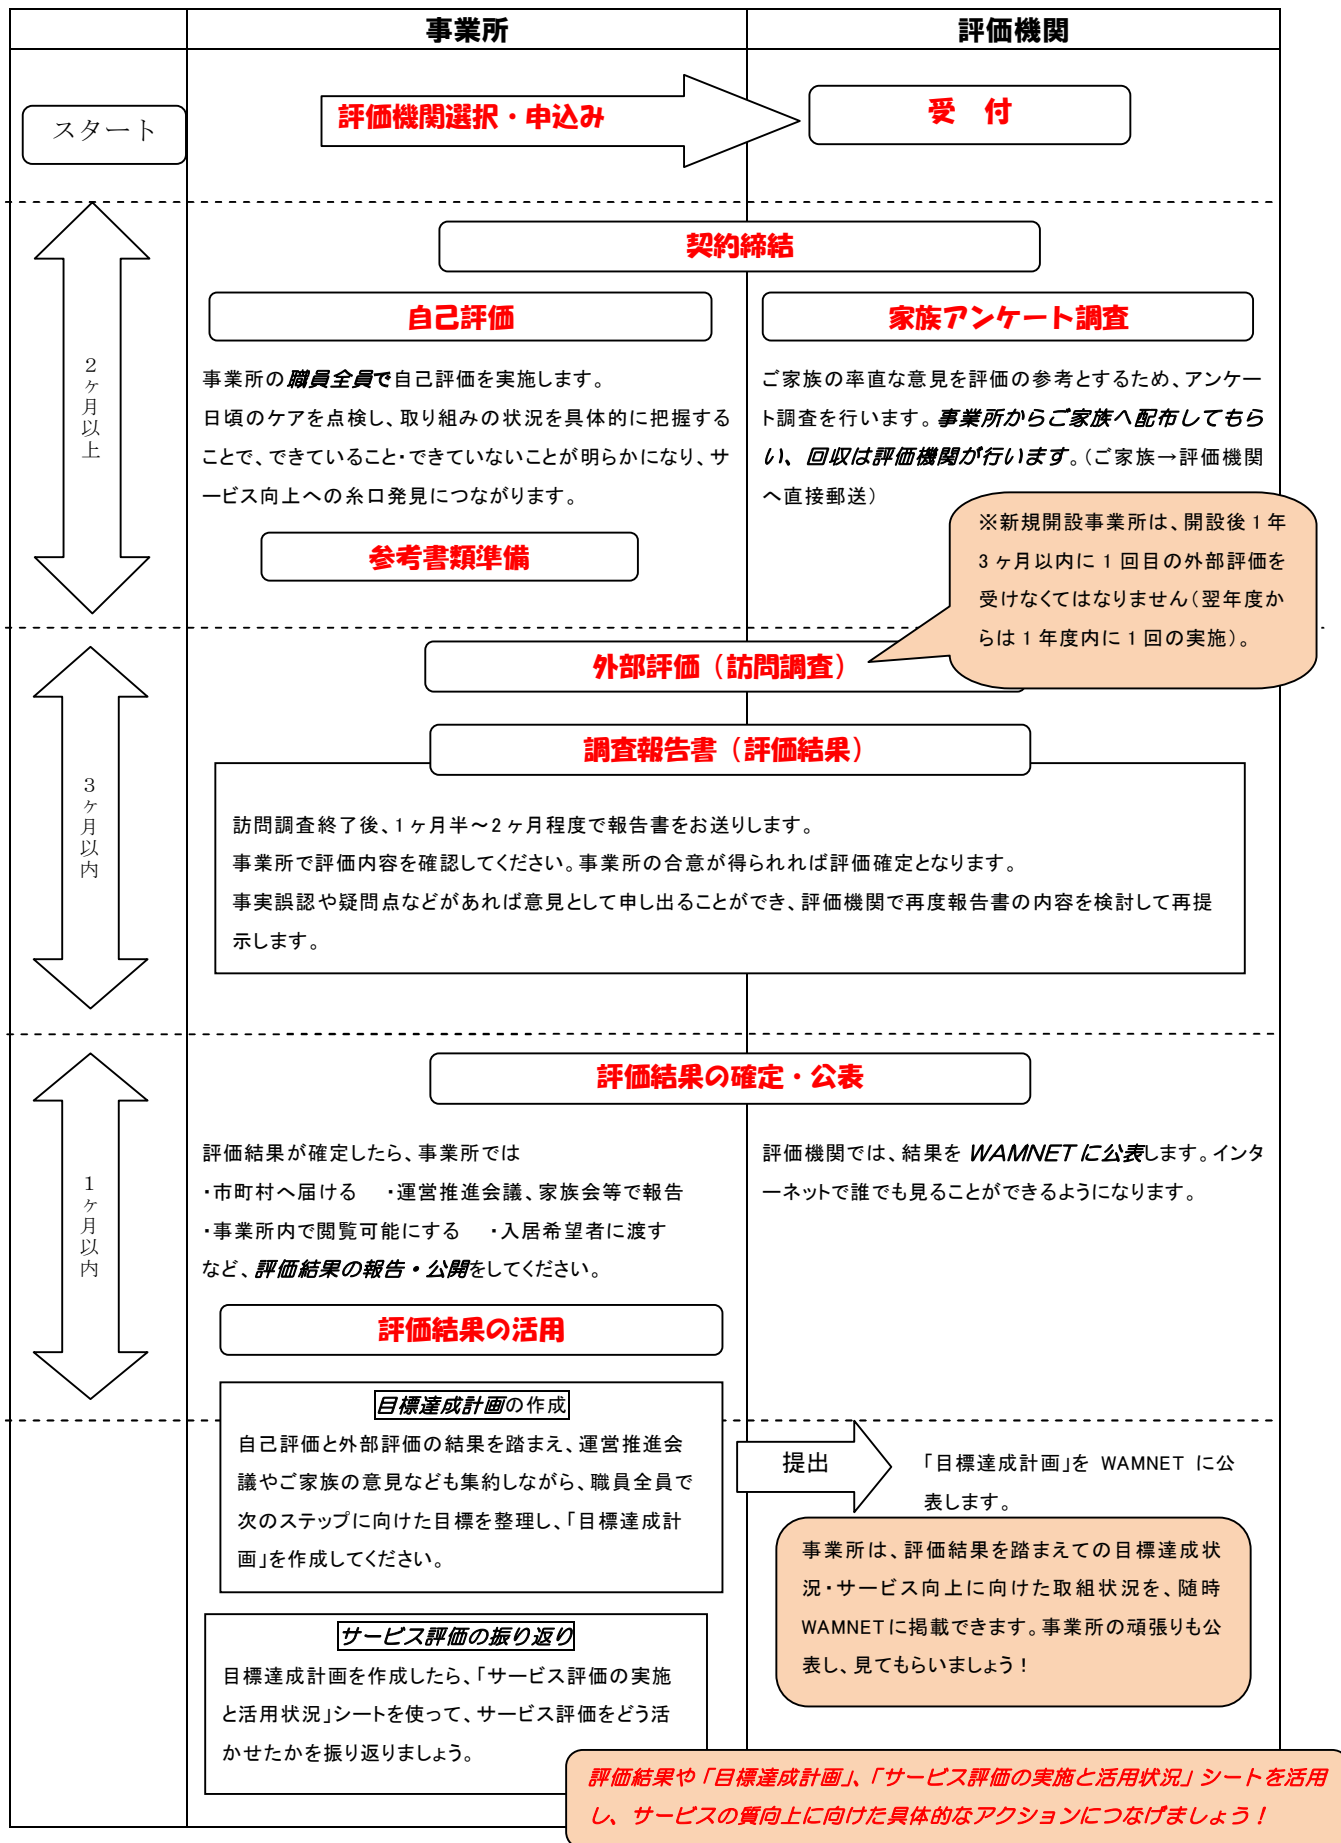 事業所
評価機関
スタート
評価機関選択・申込み
受　付
2ヶ月以上
契約締結
自己評価
事業所の職員全員で自己評価を実施します。
日頃のケアを点検し、取り組みの状況を具体的に把握する
ことで、できていること・できていないことが明らかになり、サ
ービス向上への糸口発見につながります。
参考書類準備
家族アンケート調査
ご家族の率直な意見を評価の参考とするため、アンケー
ト調査を行います。事業所からご家族へ配布してもら
い、回収は評価機関が行います。（ご家族→評価機関
へ直接郵送）
※新規開設事業所は、開設後1年
3ヶ月以内に1回目の外部評価を
受けなくてはなりません（翌年度か
らは1年度内に1回の実施）。
3ヶ月以内
外部評価（訪問調査）
調査報告書（評価結果）
訪問調査終了後、1ヶ月半～2ヶ月程度で報告書をお送りします。
事業所で評価内容を確認してください。事業所の合意が得られれば評価確定となります。
事実誤認や疑問点などがあれば意見として申し出ることができ、評価機関で再度報告書の内容を検討して再提
示します。
1ヶ月以内
評価結果の確定・公表
評価結果が確定したら、事業所では
・市町村へ届ける　・運営推進会議、家族会等で報告
・事業所内で閲覧可能にする　・入居希望者に渡す
など、評価結果の報告・公開をしてください。
評価機関では、結果を WAMNETに公表します。インタ
ーネットで誰でも見ることができるようになります。
評価結果の活用
目標達成計画の作成
自己評価と外部評価の結果を踏まえ、運営推進会
議やご家族の意見なども集約しながら、職員全員で
次のステップに向けた目標を整理し、「目標達成計
画」を作成してください。
提出
「目標達成計画」を WAMNET に公
表します。
事業所は、評価結果を踏まえての目標達成状
況・サービス向上に向けた取組状況を、随時
WAMNETに掲載できます。事業所の頑張りも公
表し、見てもらいましょう！
サービス評価の振り返り
目標達成計画を作成したら、「サービス評価の実施
と活用状況」シートを使って、サービス評価をどう活
かせたかを振り返りましょう。
評価結果や「目標達成計画」、「サービス評価の実施と活用状況」シートを活用
し、サービスの質向上に向けた具体的なアクションにつなげましょう！